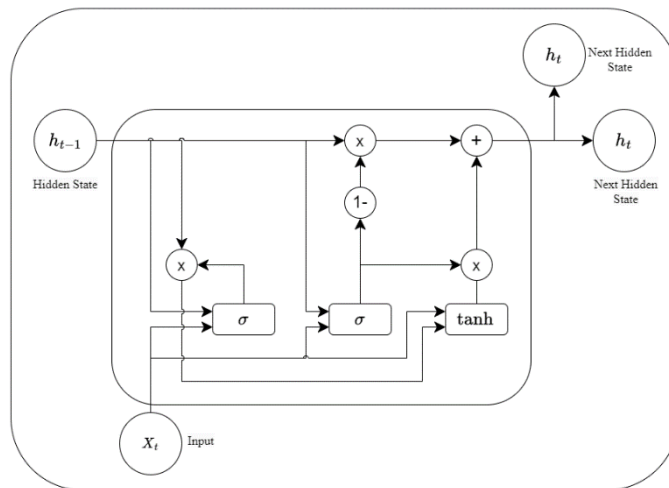 h_t
Next Hidden
State
h_{t-1}
x
+
h_t
Hidden State
Next Hidden
State
1-
x
x
σ
σ
tanh
X_t
Input